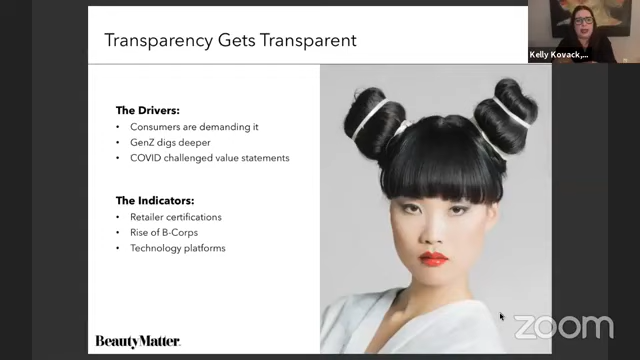 Transparency Gets Transparent
Kelly Kovack,...
The Drivers:
• Consumers are demanding it
• GenZ digs deeper
• COVID challenged value statements
The Indicators:
• Retailer certifications
• Rise of B-Corps
• Technology platforms
BeautyMatter.
zoom